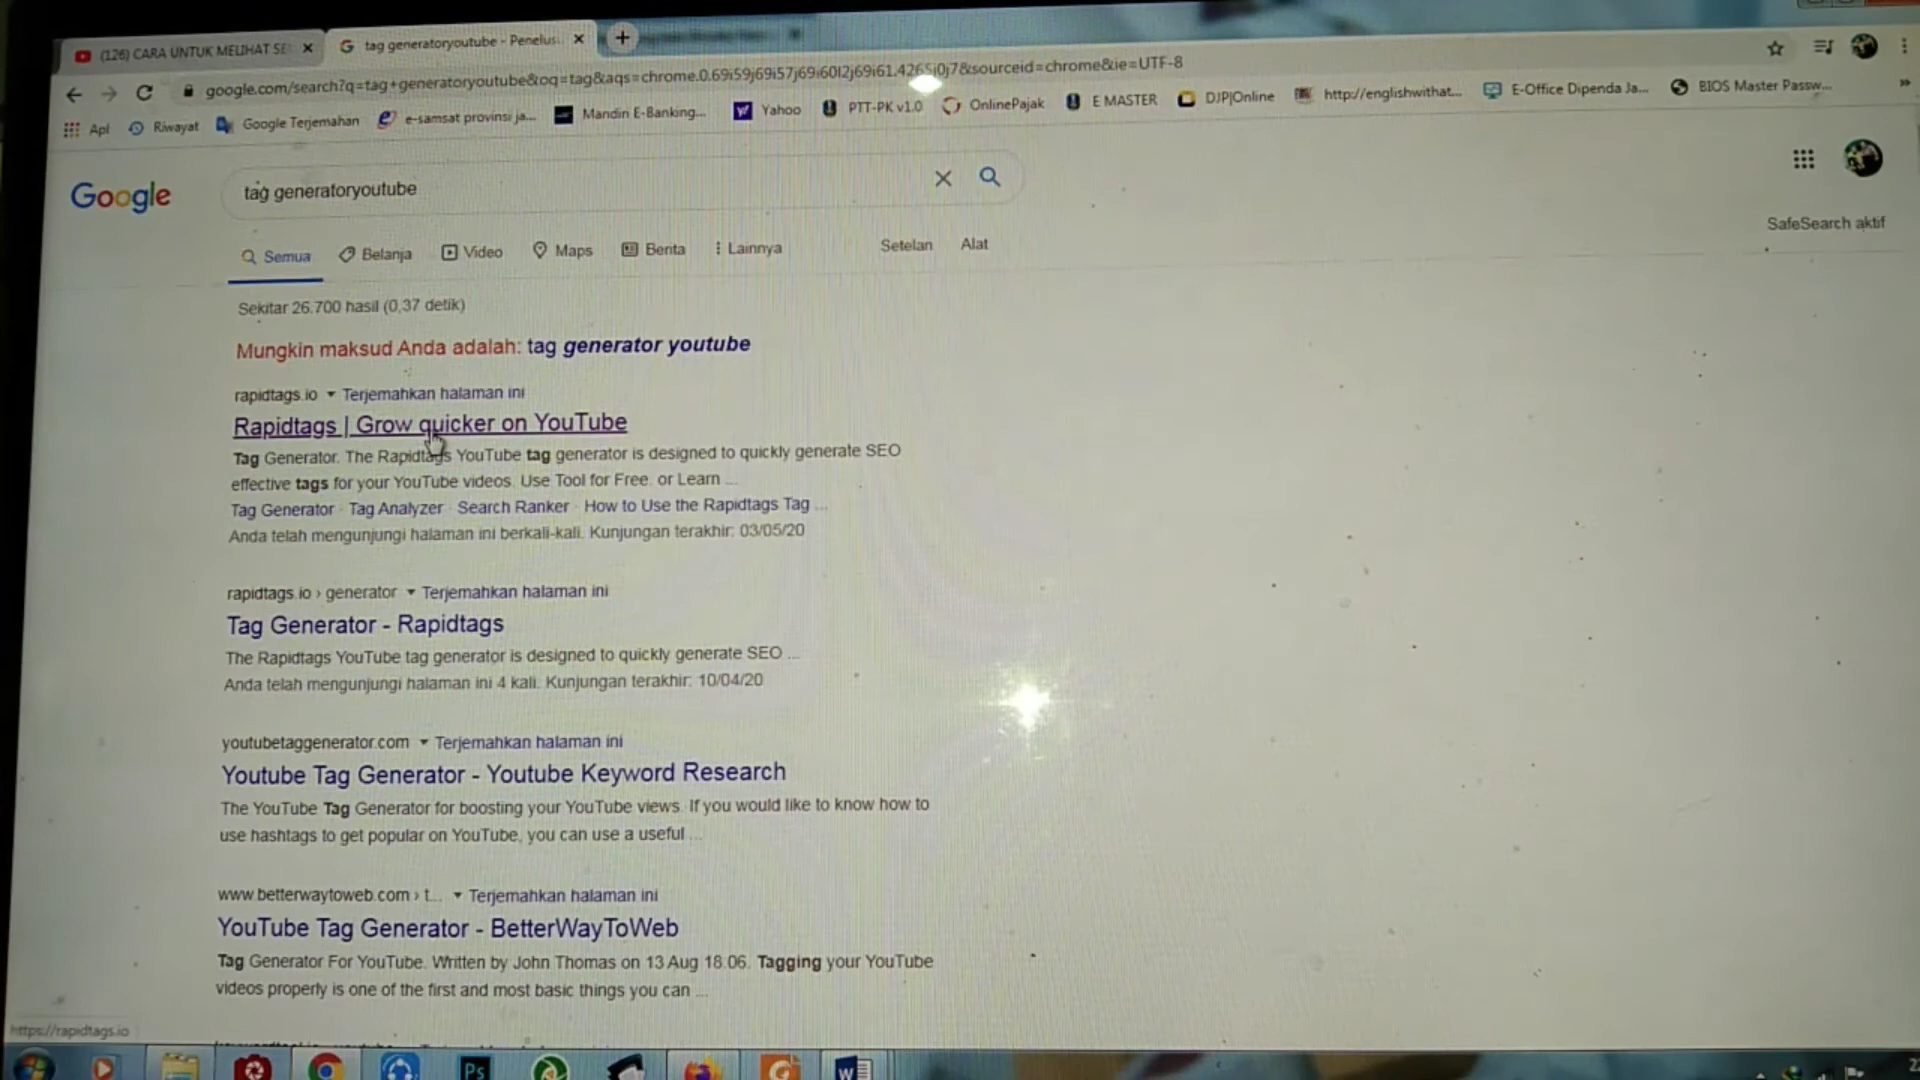 (126) CARA UNTUK MELIHAT SE
tag generatoryoutube - Penelus
google.com/search?q=tag+generatoryoutube&oq=tag&aqs=chrome.0.69i59j69i57j69i60l2j69i61.4265j0j7&sourceid=chrome&ie=UTF-8
Apl Riwayat Google Terjemahan e-samsat provinsi ja... Mandiri E-Banking... Yahoo PTT-PK v1.0 OnlinePajak E MASTER DJP|Online http://englishwithat... E-Office Dipenda Ja... BIOS Master Passw...
Google
tag generatoryoutube
SafeSearch aktif
Semua Belanja Video Maps Berita Lainnya Setelan Alat
Sekitar 26.700 hasil (0,37 detik)
Mungkin maksud Anda adalah: tag generator youtube
rapidtags.io Terjemahkan halaman ini
Rapidtags | Grow quicker on YouTube
Tag Generator. The Rapidtags YouTube tag generator is designed to quickly generate SEO
effective tags for your YouTube videos. Use Tool for Free. or Learn ...
Tag Generator · Tag Analyzer · Search Ranker · How to Use the Rapidtags Tag ...
Anda telah mengunjungi halaman ini berkali-kali. Kunjungan terakhir: 03/05/20
rapidtags.io › generator Terjemahkan halaman ini
Tag Generator - Rapidtags
The Rapidtags YouTube tag generator is designed to quickly generate SEO ...
Anda telah mengunjungi halaman ini 4 kali. Kunjungan terakhir: 10/04/20
youtubetaggenerator.com Terjemahkan halaman ini
Youtube Tag Generator - Youtube Keyword Research
The YouTube Tag Generator for boosting your YouTube views. If you would like to know how to
use hashtags to get popular on YouTube, you can use a useful ...
www.betterwaytoweb.com › t... Terjemahkan halaman ini
YouTube Tag Generator - BetterWayToWeb
Tag Generator For YouTube. Written by John Thomas on 13 Aug 18.06. Tagging your YouTube
videos properly is one of the first and most basic things you can ...
https://rapidtags.io
Ps
W